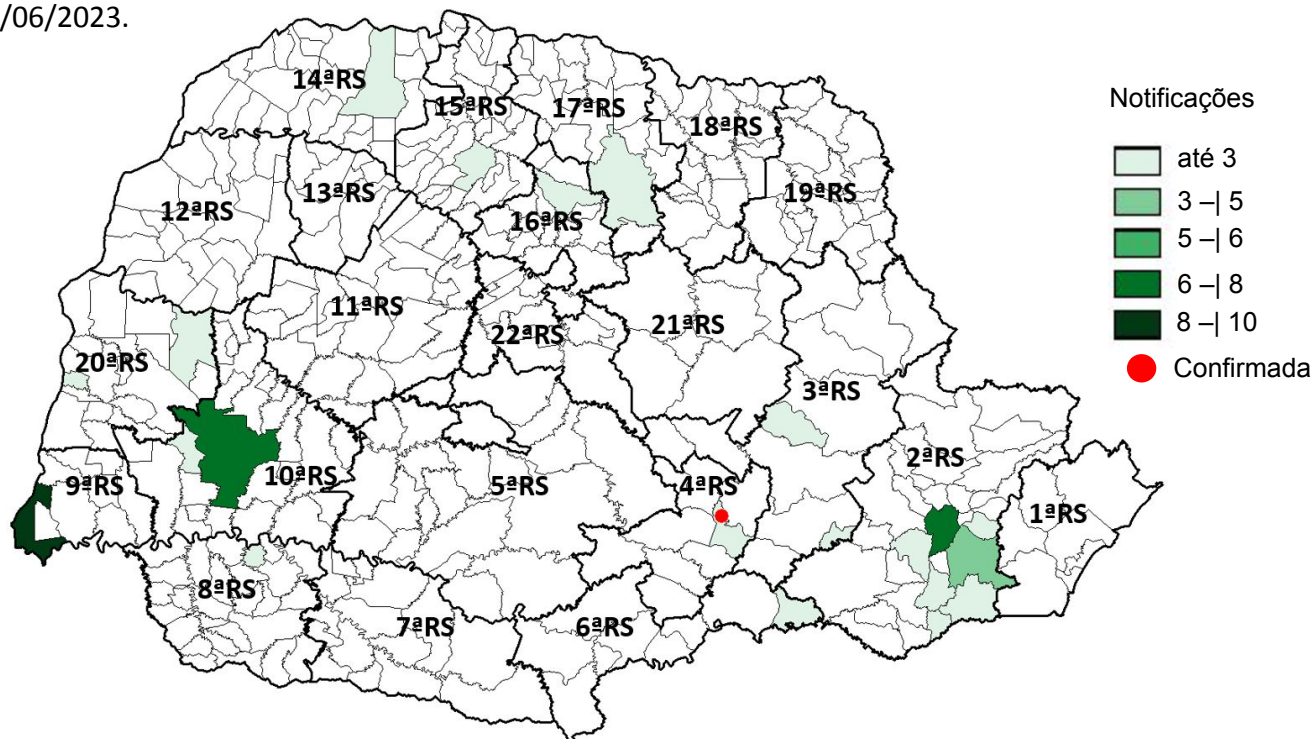 /06/2023.
14ªRS
15ªRS
17ªRS
18ªRS
19ªRS
13ªRS
12ªRS
16ªRS
11ªRS
22ªRS
21ªRS
20ªRS
3ªRS
2ªRS
10ªRS
9ªRS
5ªRS
4ªRS
1ªRS
8ªRS
7ªRS
6ªRS
Notificações
até 3
3 –| 5
5 –| 6
6 –| 8
8 –| 10
Confirmada